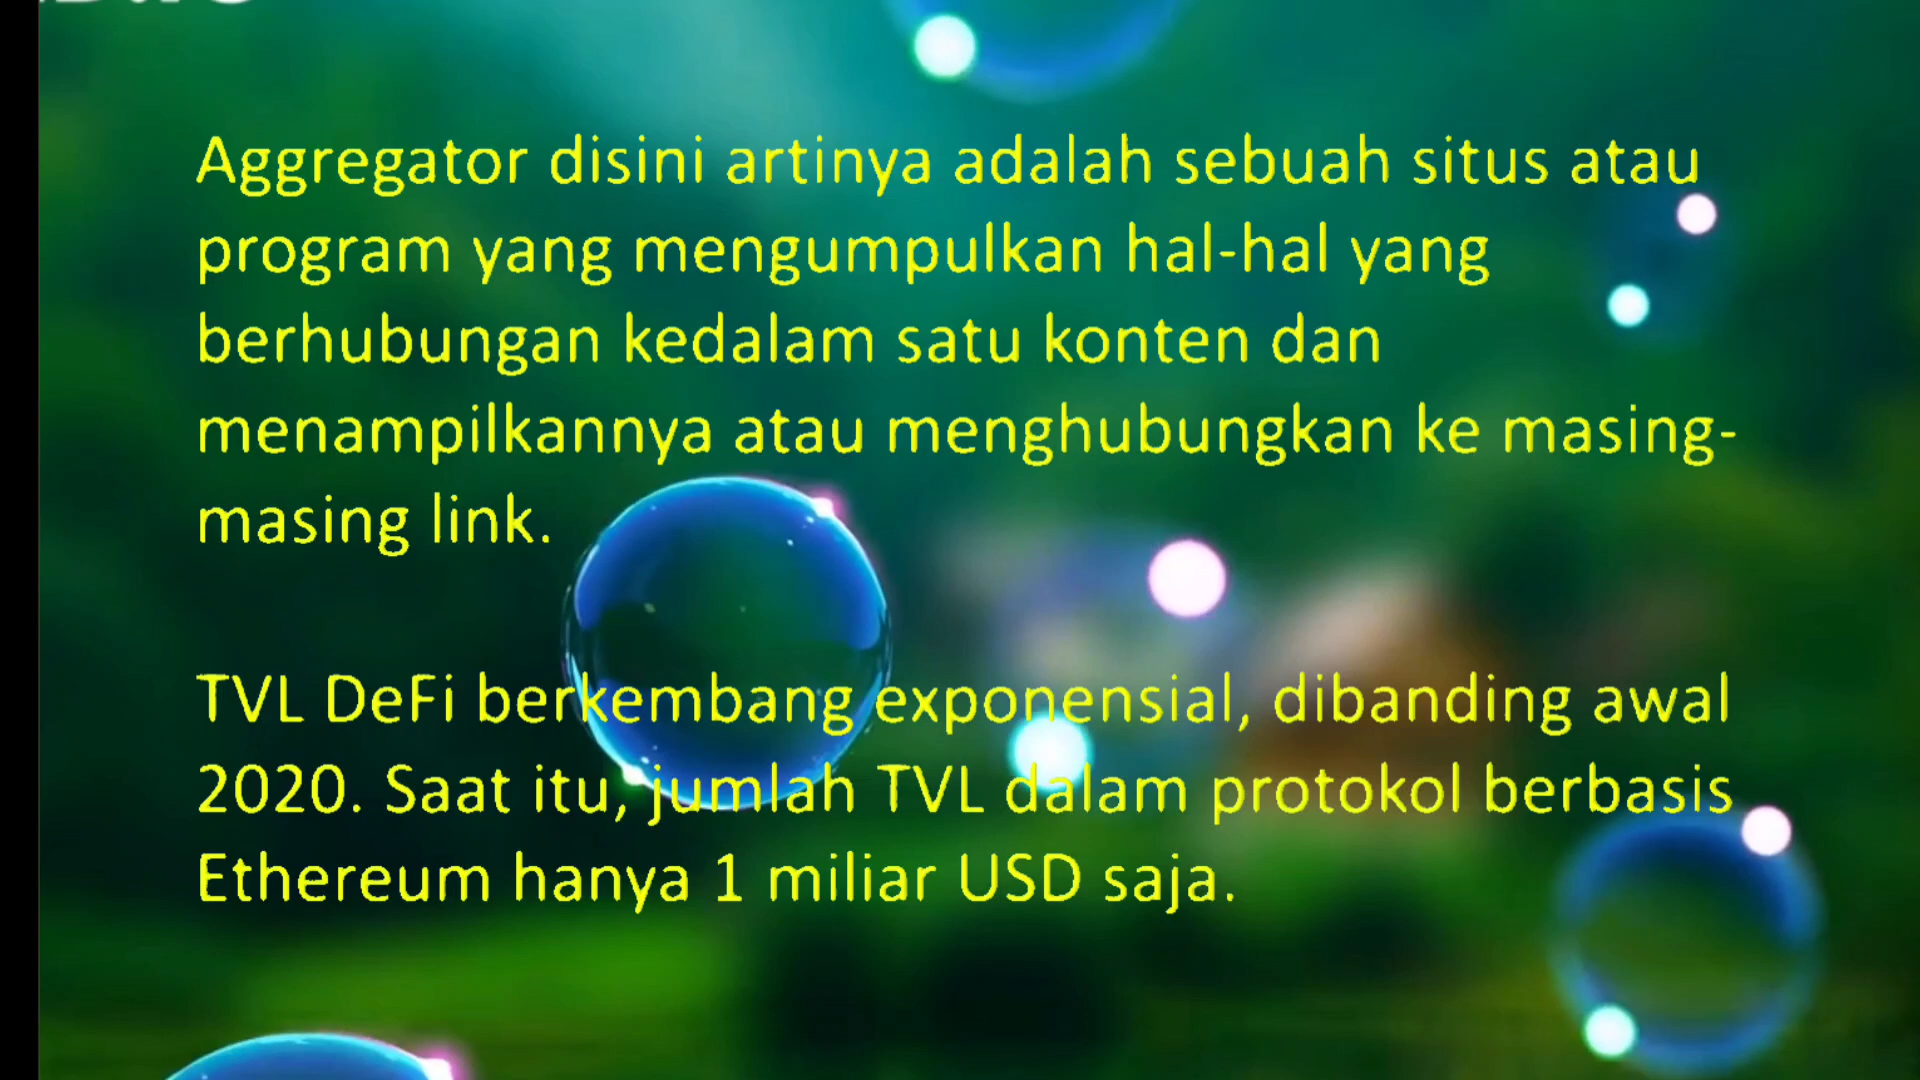 Aggregator disini artinya adalah sebuah situs atau
program yang mengumpulkan hal-hal yang
berhubungan kedalam satu konten dan
menampilkannya atau menghubungkan ke masing-
masing link.
TVL DeFi berkembang exponensial, dibanding awal
2020. Saat itu, jumlah TVL dalam protokol berbasis
Ethereum hanya 1 miliar USD saja.